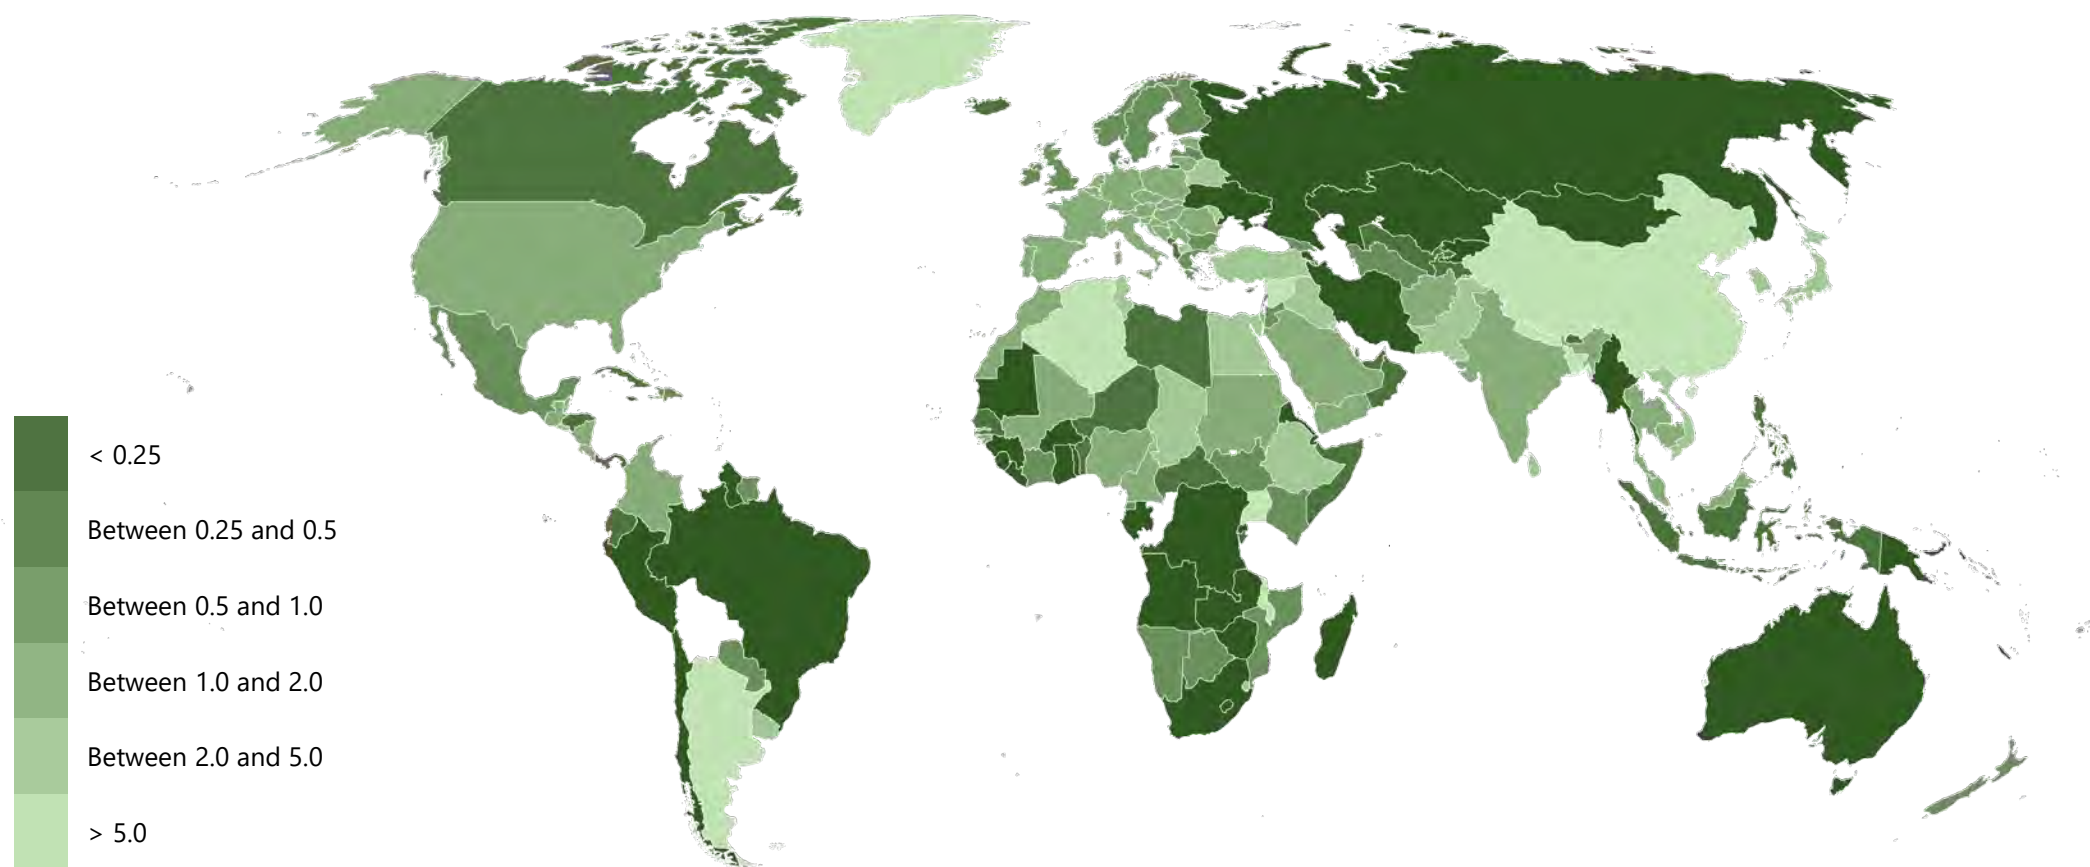 < 0.25
Between 0.25 and 0.5
Between 0.5 and 1.0
Between 1.0 and 2.0
Between 2.0 and 5.0
> 5.0